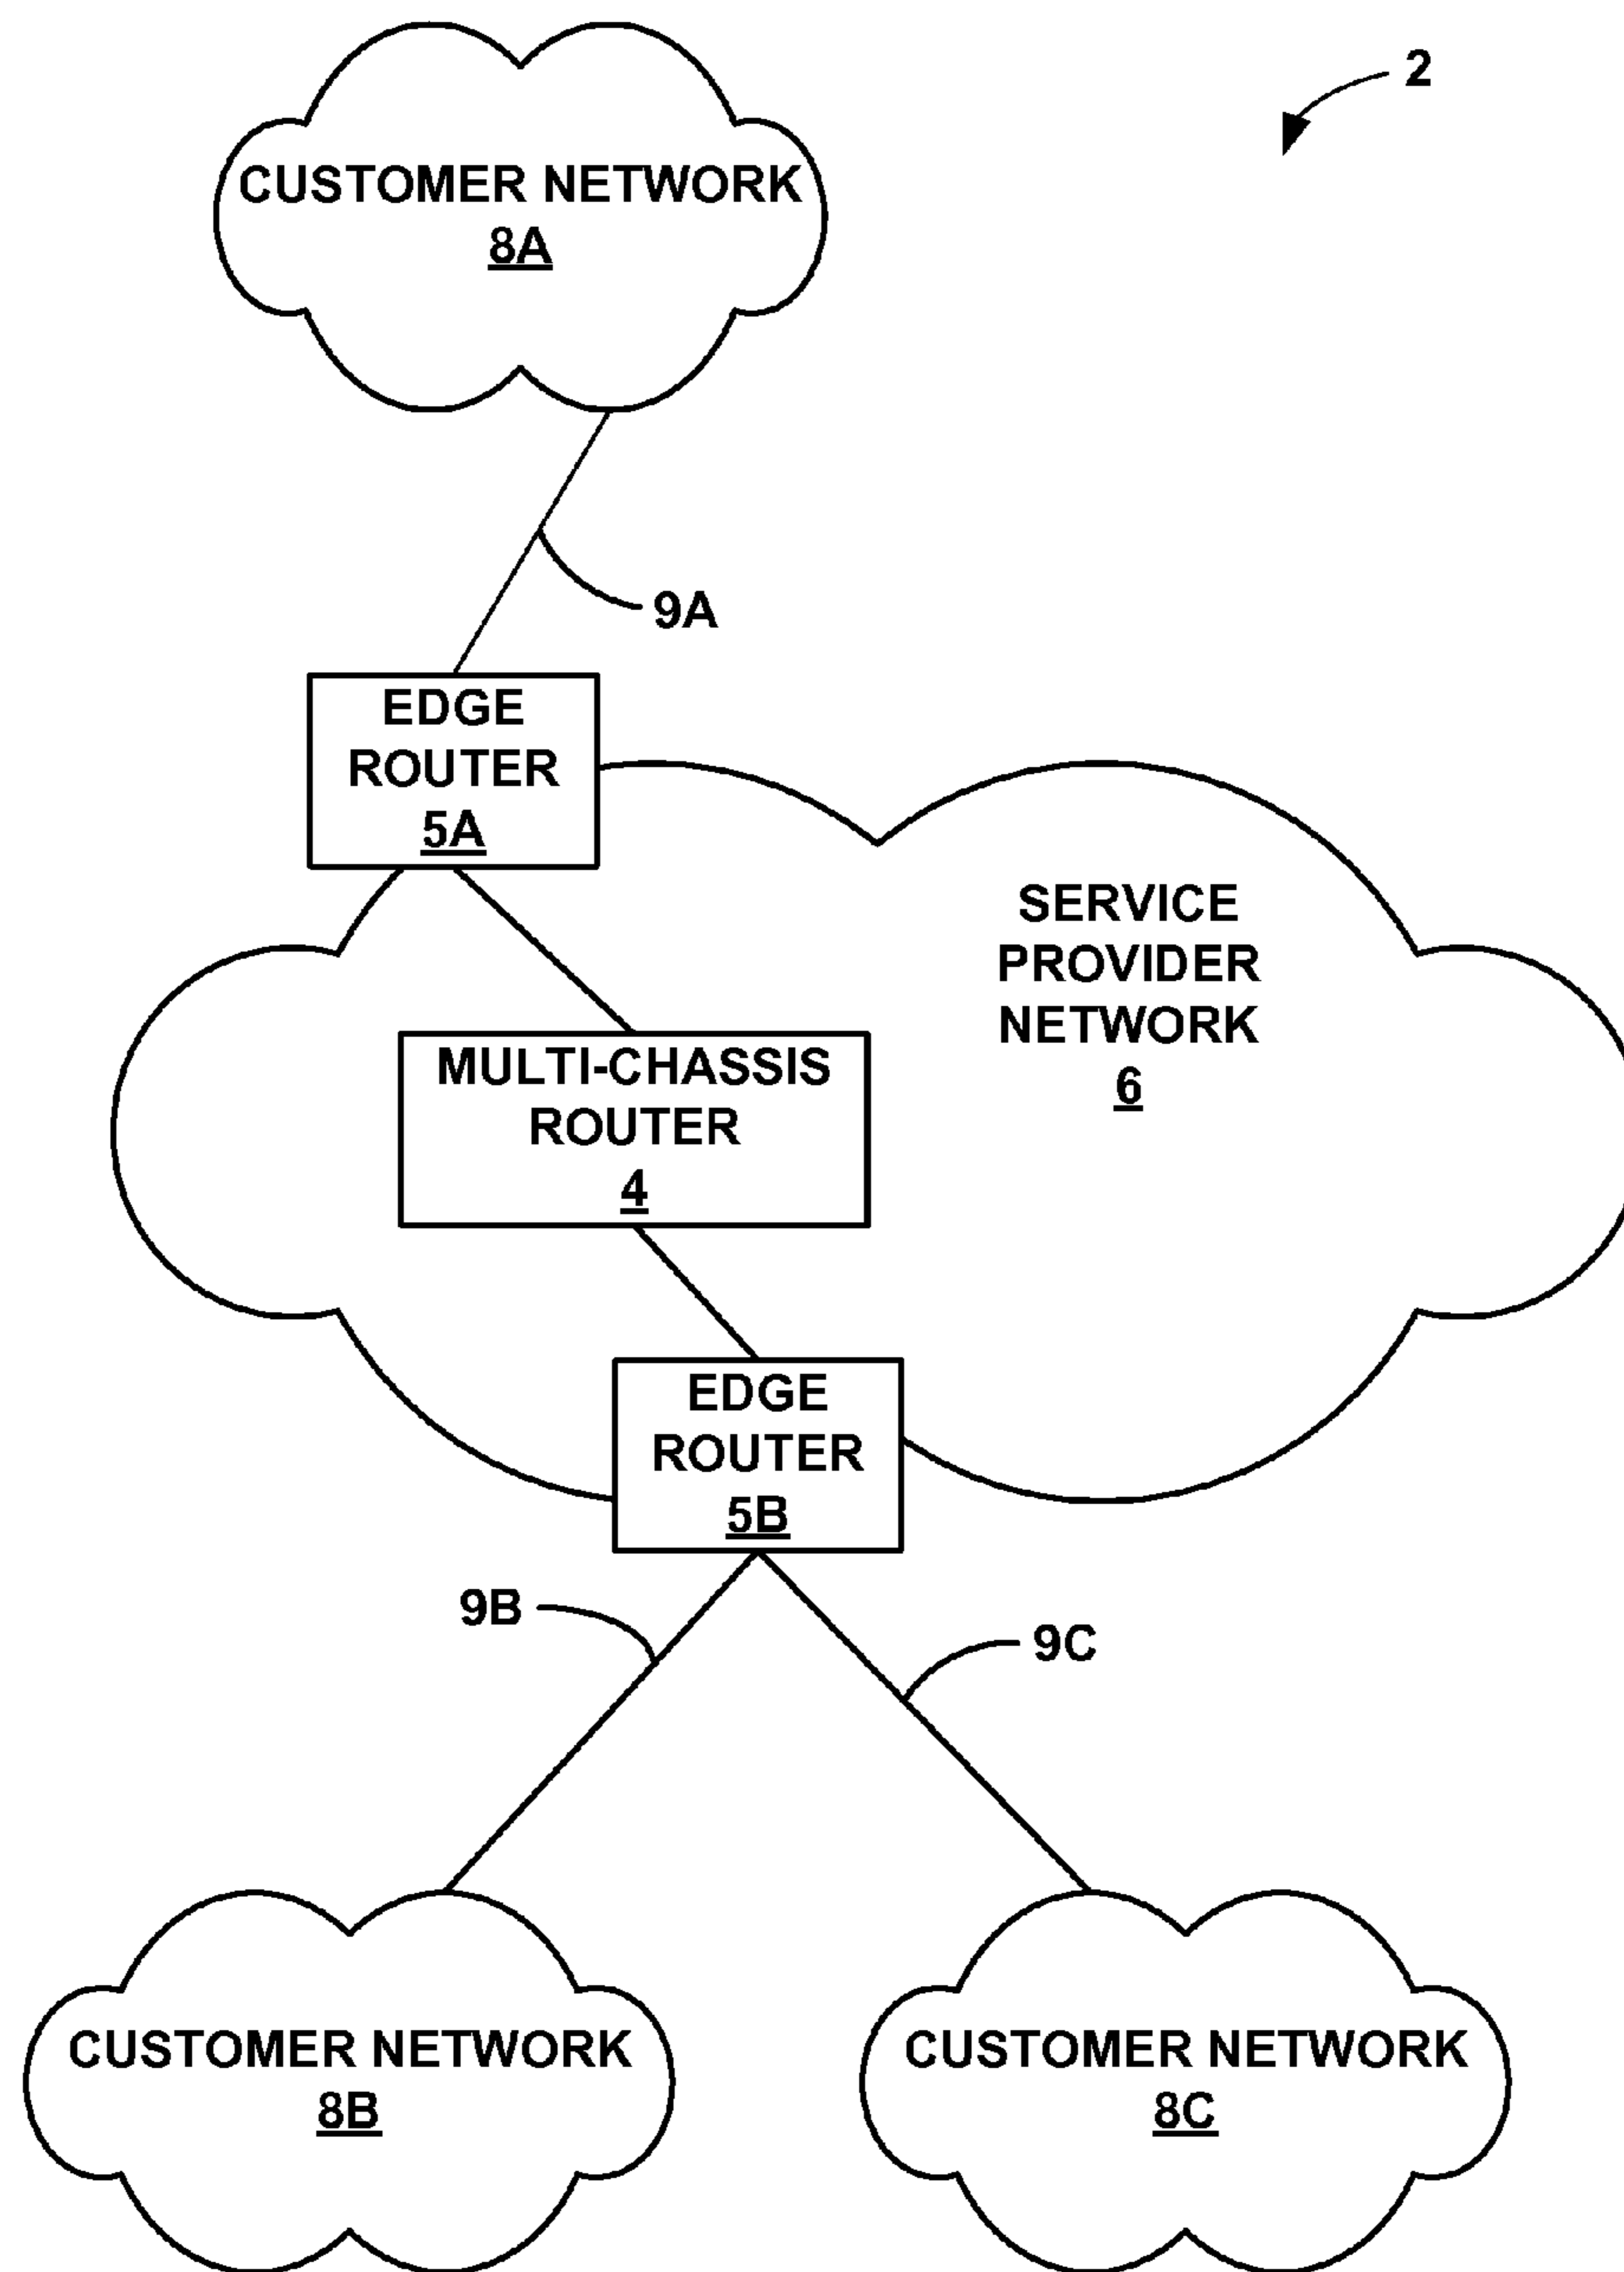 2
CUSTOMER NETWORK
8A
9A
EDGE
ROUTER
5A
SERVICE
PROVIDER
NETWORK
6
MULTI-CHASSIS
ROUTER
4
EDGE
ROUTER
5B
9B
9C
CUSTOMER NETWORK
8B
CUSTOMER NETWORK
8C